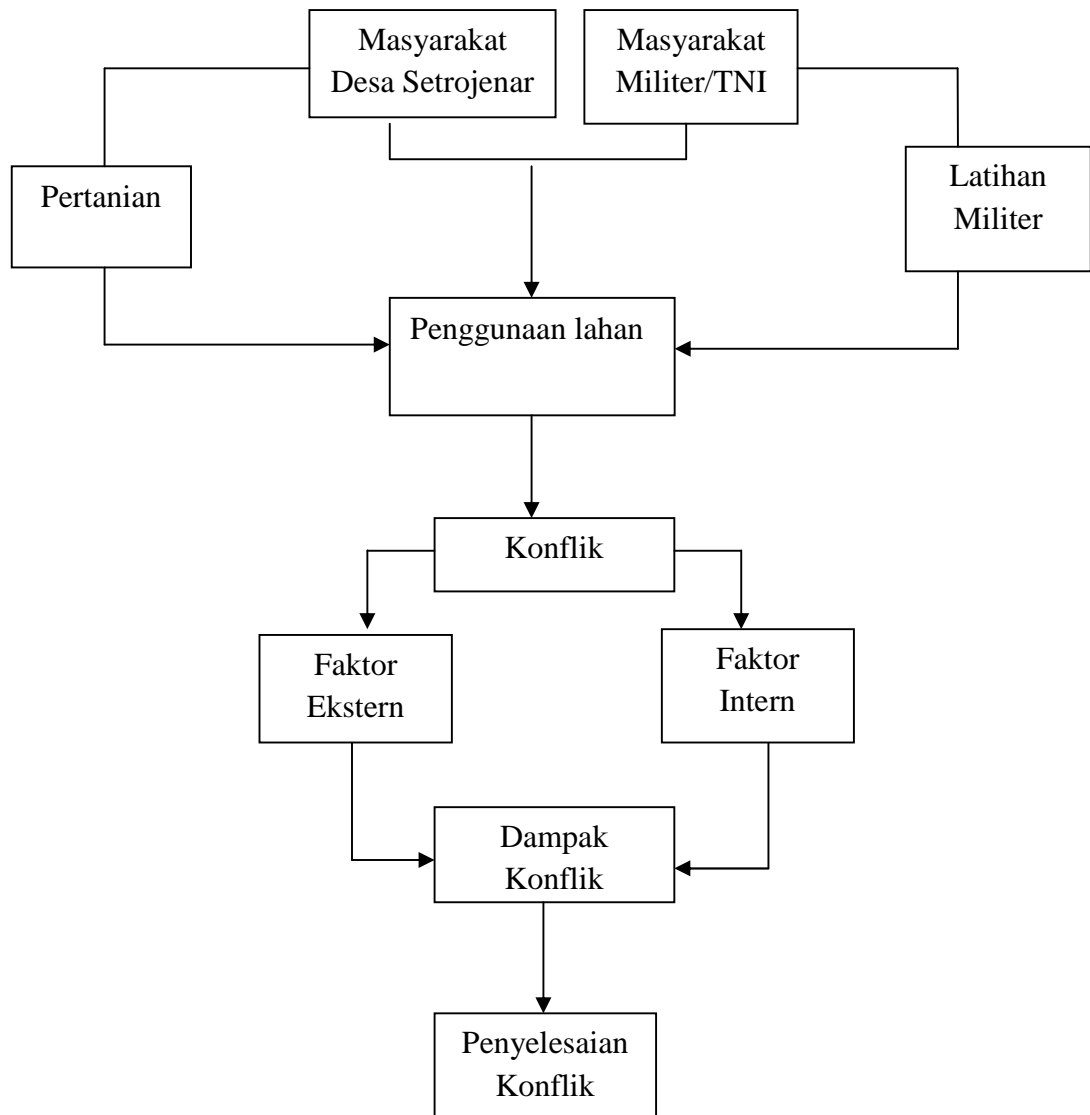 Masyarakat
Desa Setrojenar
Masyarakat
Militer/TNI
Pertanian
Latihan
Militer
Penggunaan lahan
Konflik
Faktor
Ekstern
Faktor
Intern
Dampak
Konflik
Penyelesaian
Konflik